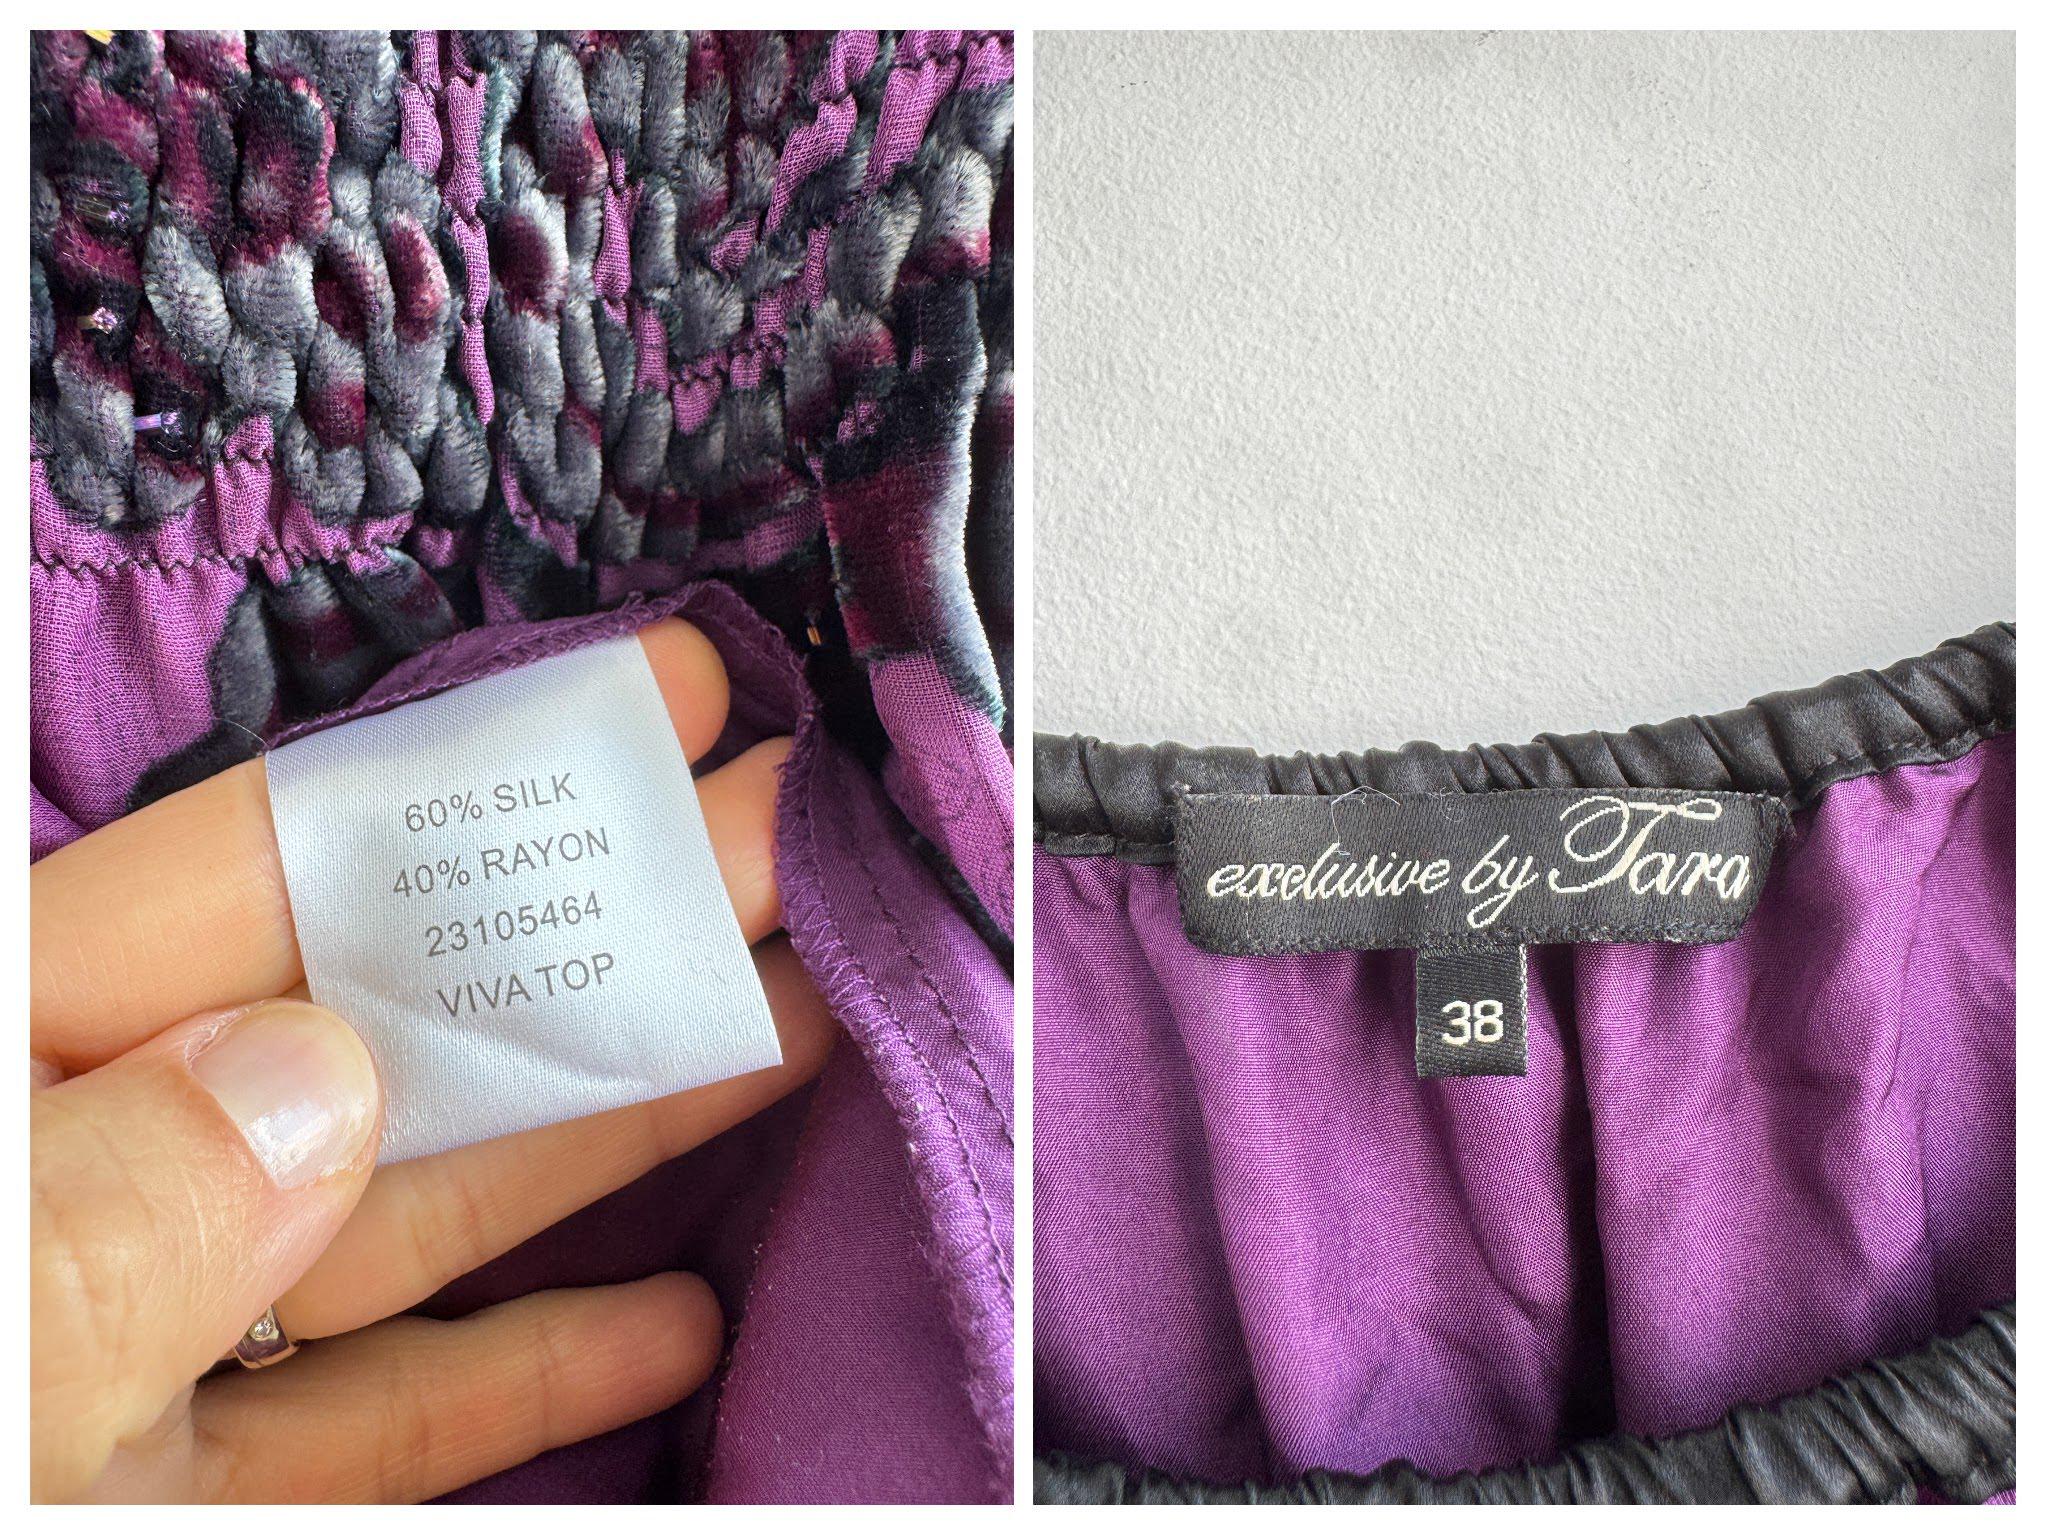 60% SILK
40% RAYON
23105464
VIVA TOP
exclusive by Tara
38